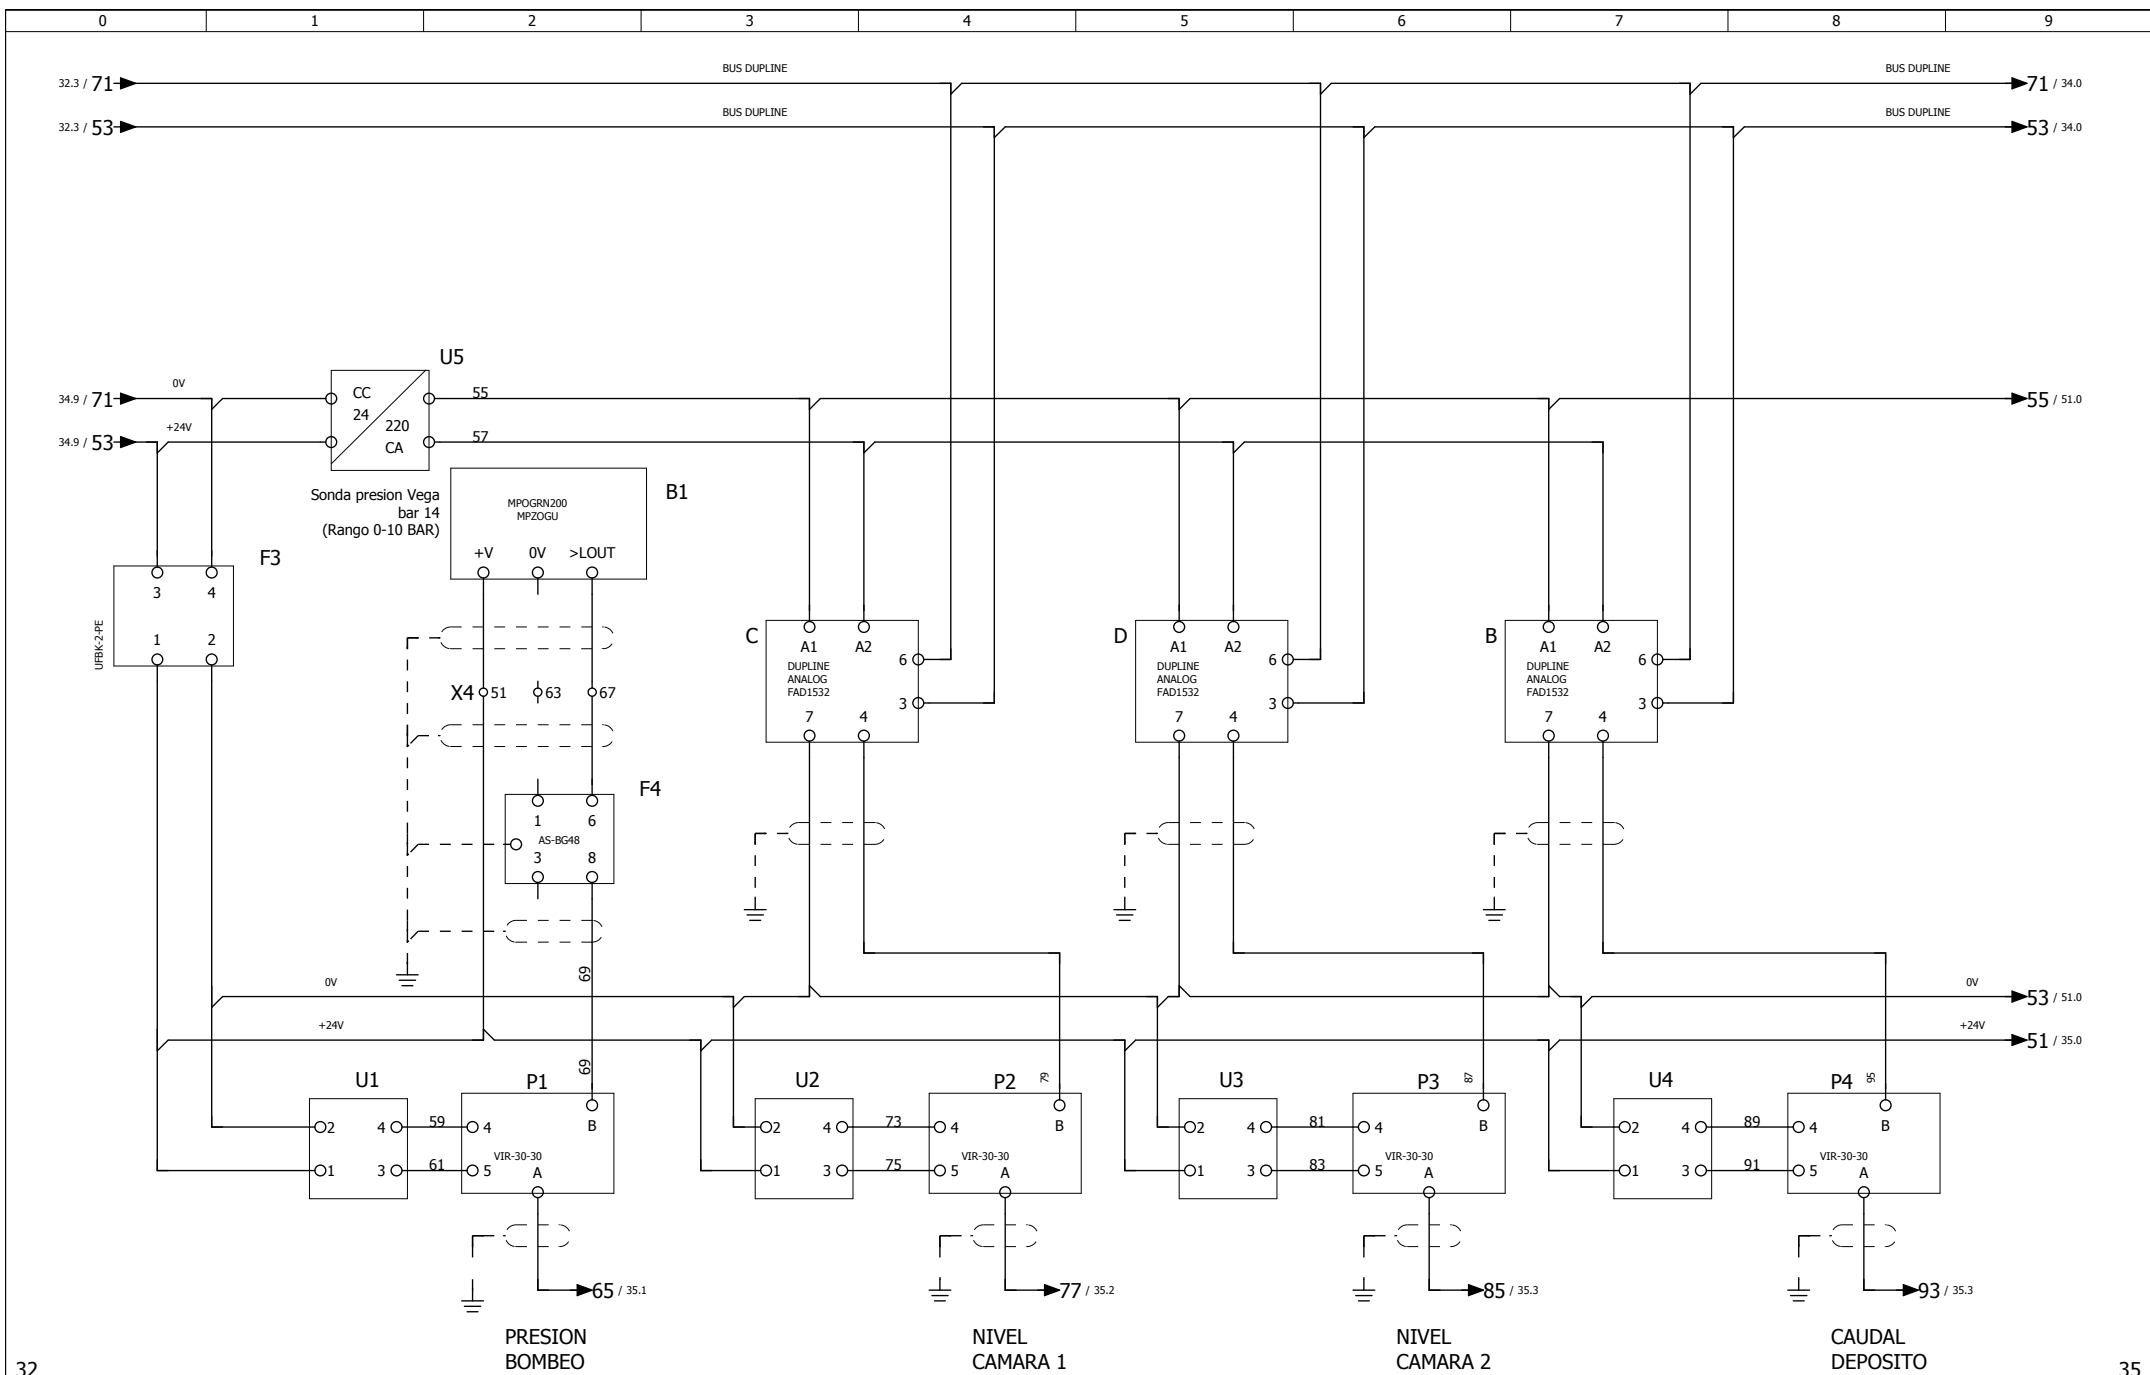 0 1 2 3 4 5 6 7 8 9
BUS DUPLINE BUS DUPLINE
32.3 / 71 71 / 34.0
BUS DUPLINE BUS DUPLINE
32.3 / 53 53 / 34.0
U5
0V
34.9 / 71 CC 55 55 / 51.0
24
+24V 220
34.9 / 53 CA 57
Sonda presion Vega
bar 14
(Rango 0-10 BAR)
MPOGRN200
MPZOGU
B1
+V 0V >LOUT
F3
3 4
1 2
UFBK-2-PE
X4 51 63 67
C A1 A2
DUPLINE
ANALOG
FAD1532
6
3
7 4
D A1 A2
DUPLINE
ANALOG
FAD1532
6
3
7 4
B A1 A2
DUPLINE
ANALOG
FAD1532
6
3
7 4
F4
1 6
AS-BG48
3 8
69
0V 0V
53 / 51.0
+24V +24V
51 / 35.0
69
U1
2 4
1 3
59
61
P1
4 B
VIR-30-30
5 A
U2
2 4
1 3
73
75
P2 79
4 B
VIR-30-30
5 A
U3
2 4
1 3
81
83
P3 87
4 B
VIR-30-30
5 A
U4
2 4
1 3
89
91
P4 95
4 B
VIR-30-30
5 A
65 / 35.1 77 / 35.2 85 / 35.3 93 / 35.3
PRESION
BOMBEO
NIVEL
CAMARA 1
NIVEL
CAMARA 2
CAUDAL
DEPOSITO
32 35